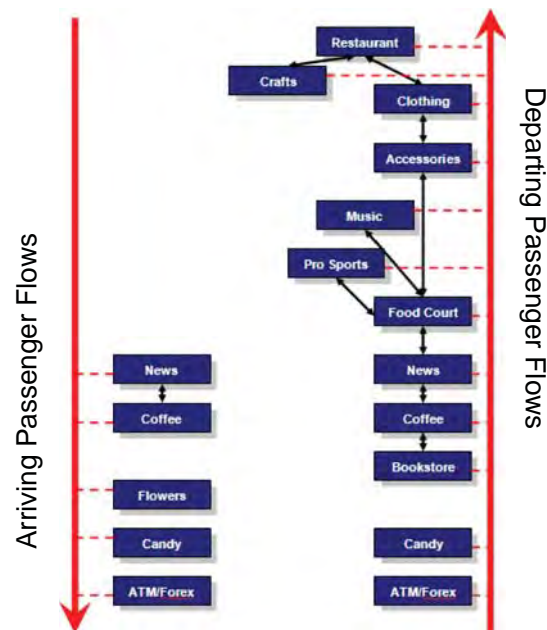 Restaurant
Crafts
Clothing
Accessories
Music
Pro Sports
Food Court
News
News
Coffee
Coffee
Bookstore
Flowers
Candy
Candy
ATM/Forex
ATM/Forex
Arriving Passenger Flows
Departing Passenger Flows